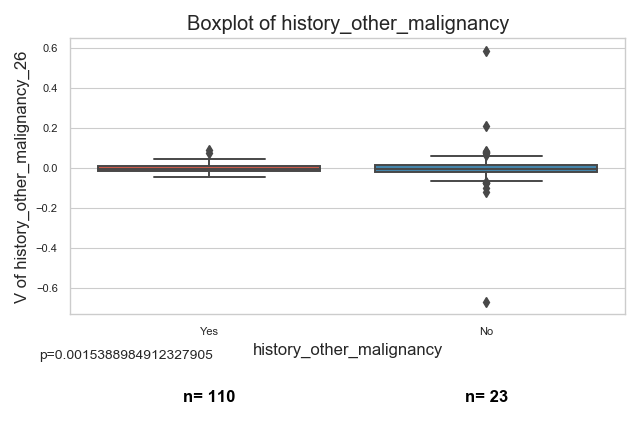 Boxplot of history_other_malignancy
V of history_other_malignancy_26
0.6
0.4
0.2
0.0
−0.2
−0.4
−0.6
Yes
No
history_other_malignancy
p=0.0015388984912327905
n= 110
n= 23